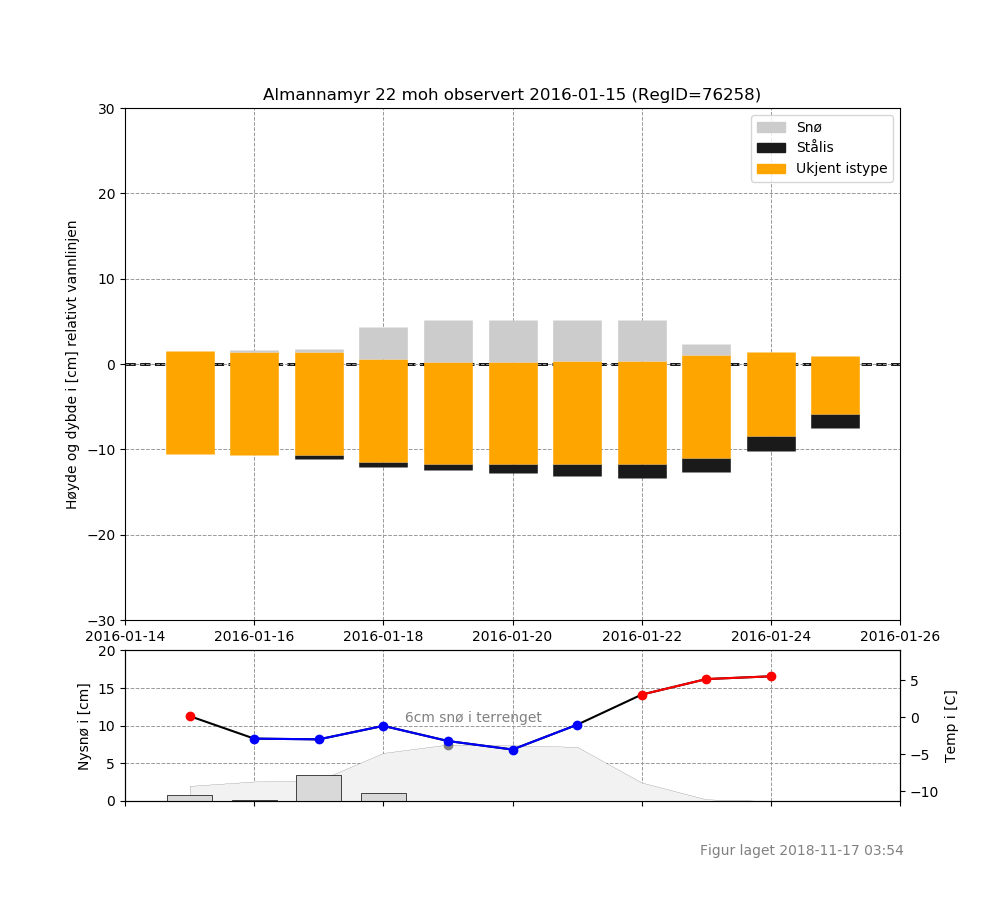 Almannamyr 22 moh observert 2016-01-15 (RegID=76258)
30
20
10
0
−10
−20
−30
Høyde og dybde i [cm] relativt vannlinjen
Snø
Stålis
Ukjent istype
2016-01-14 2016-01-16 2016-01-18 2016-01-20 2016-01-22 2016-01-24 2016-01-26
20
15
10
5
0
Nysnø i [cm]
6cm snø i terrenget
5
0
−5
−10
Temp i [C]
Figur laget 2018-11-17 03:54